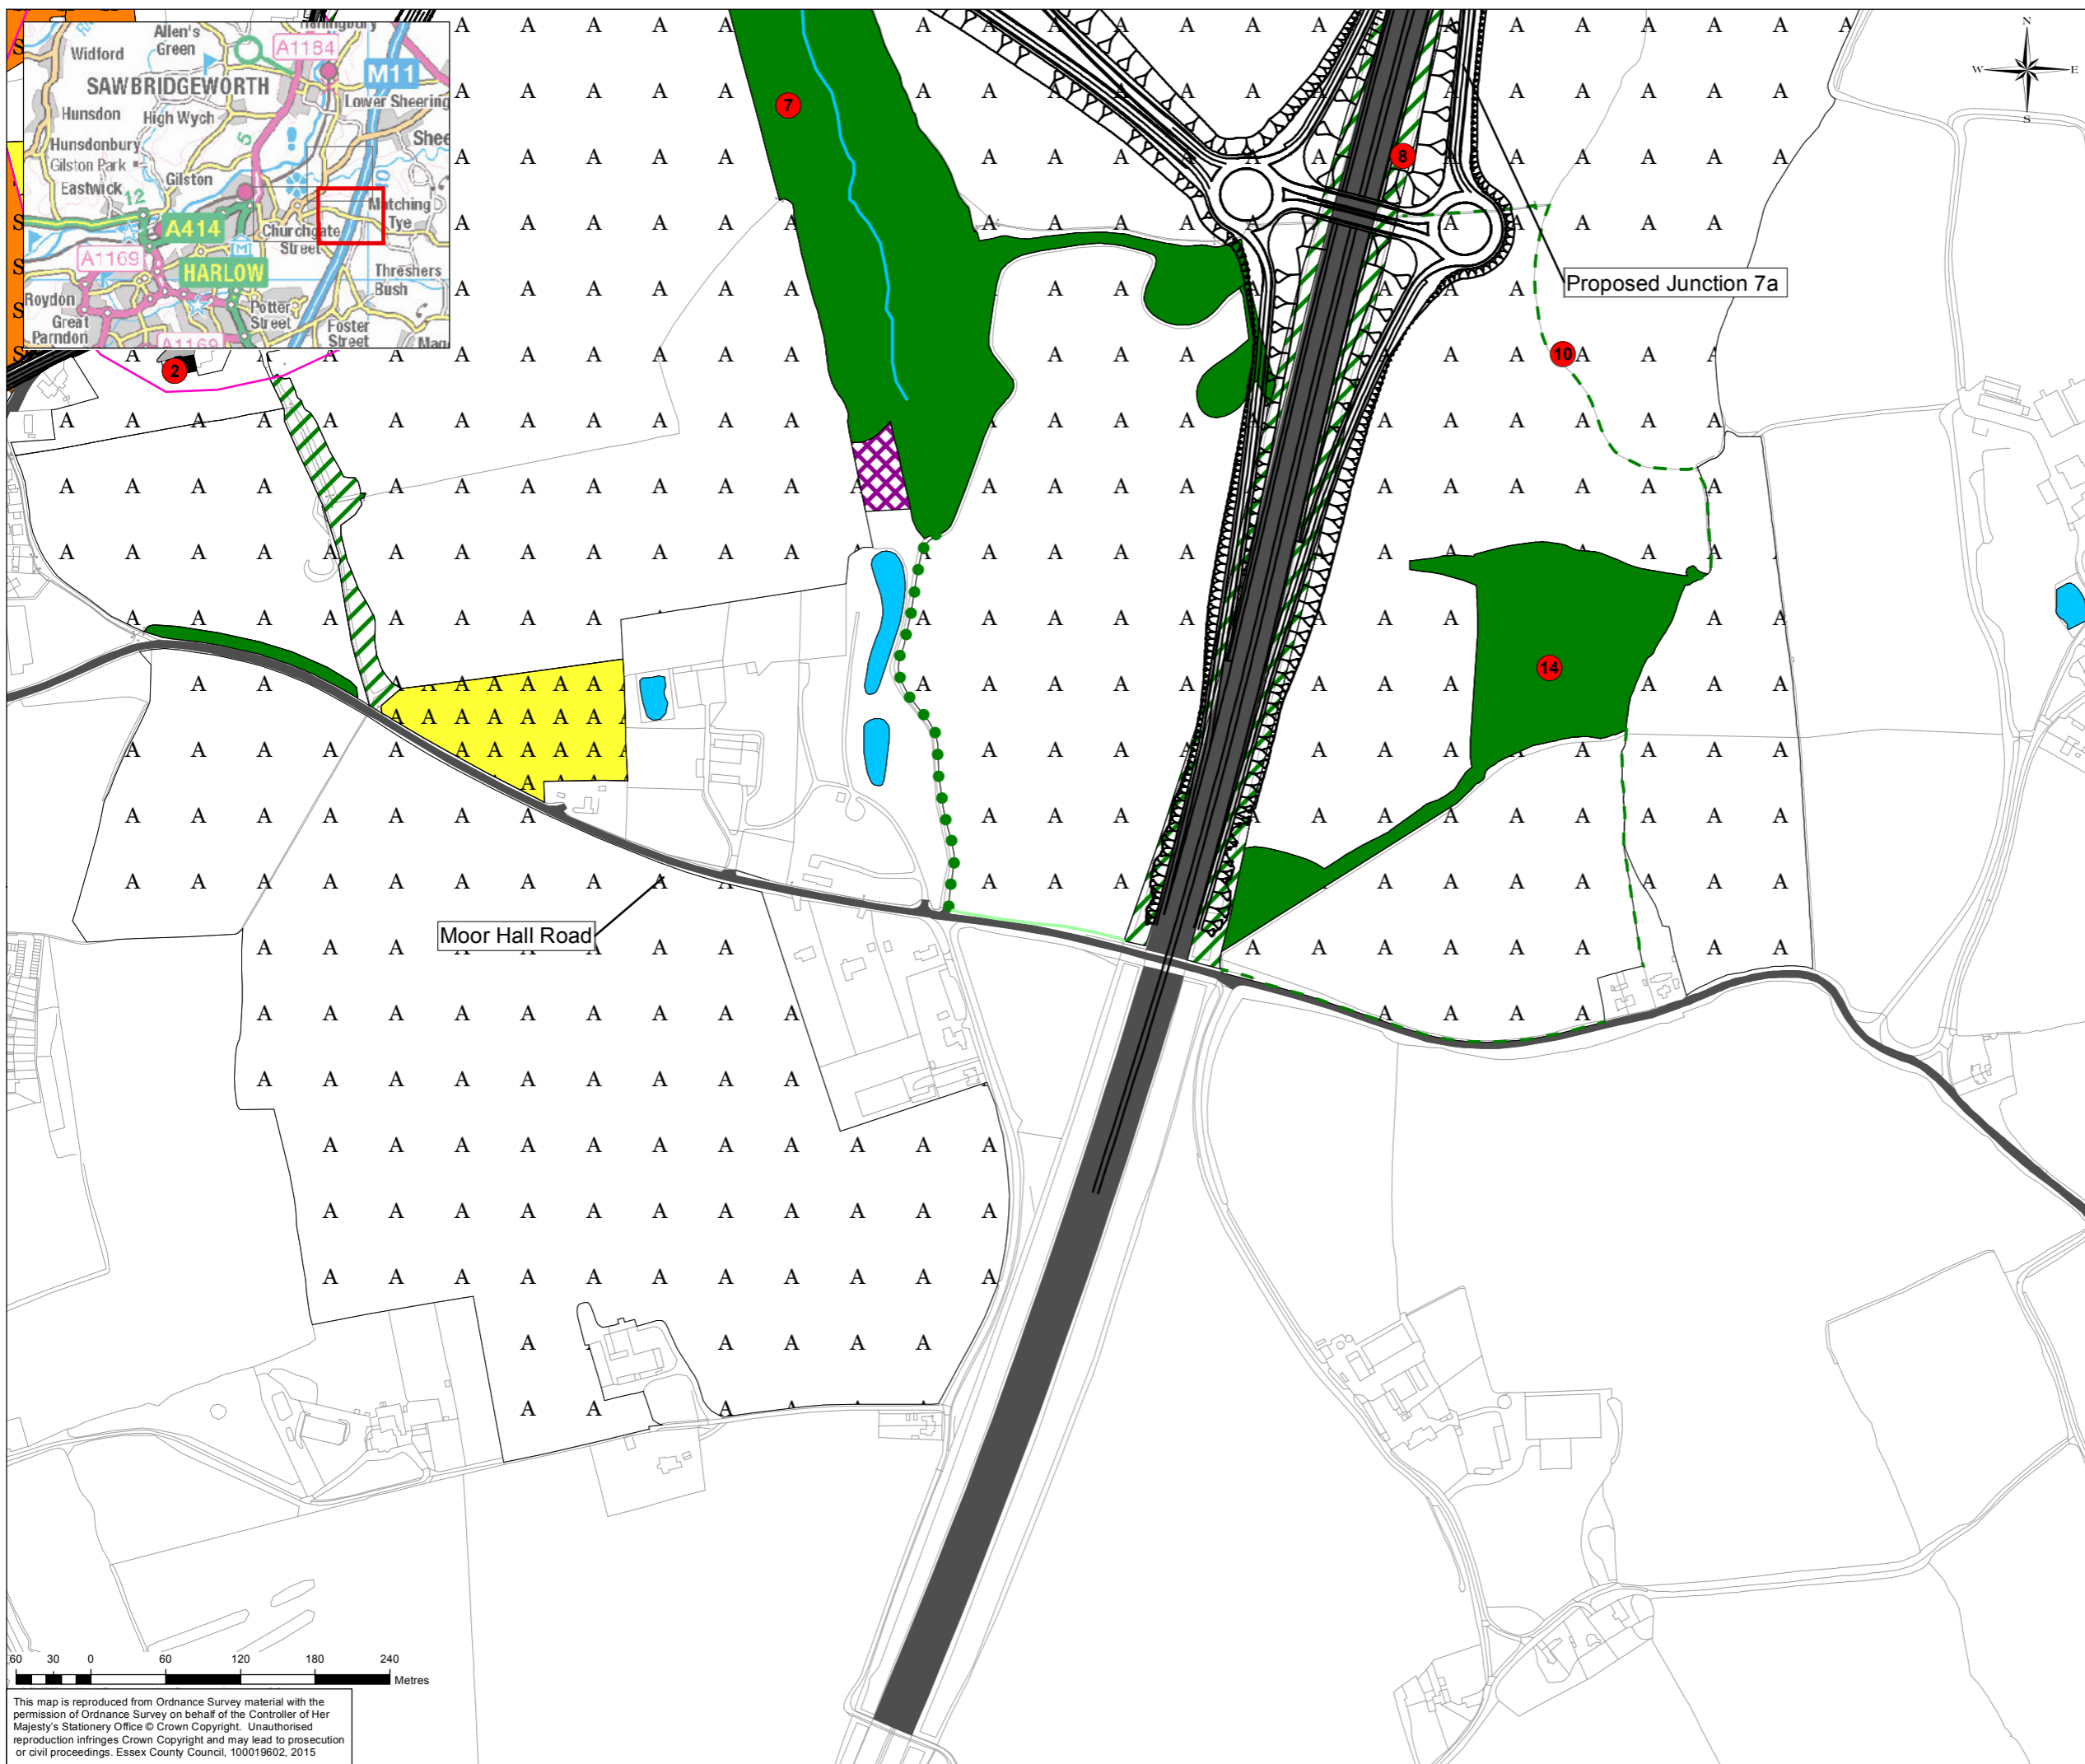 Allen's
Green
Widford
A1184
M11
SAWBRIDGEWORTH
Lower Sheering
Hunsdon
High Wych
5
Hunsdonbury
Gilston Park
Gilston
Eastwick
12
10
Matching
Tye
A414
Churchgate
Street
A1169
HARLOW
Threshers
Bush
Roydon
Potter
Street
Great
Parndon
Foster
Street
A1169
N
W E
S
7
8
Proposed Junction 7a
10
2
14
Moor Hall Road
60 30 0 60 120 180 240
Metres
This map is reproduced from Ordnance Survey material with the
permission of Ordnance Survey on behalf of the Controller of Her
Majesty's Stationery Office © Crown Copyright. Unauthorised
reproduction infringes Crown Copyright and may lead to prosecution
or civil proceedings. Essex County Council, 100019602, 2015